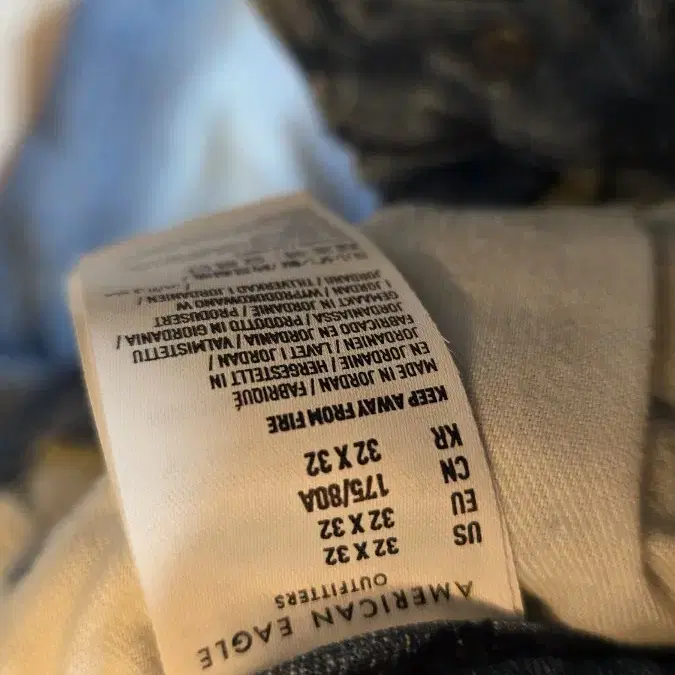 AMERICAN EAGLE
OUTFITTERS
US 32 X 32
EU 32 X 32
CN 175/80A
KR 32 X 32
KEEP AWAY FROM FIRE
MADE IN JORDAN / FABRIQUÉ
EN JORDANIE / HERGESTELLT IN
JORDANIEN / LAVET I JORDAN /
FABRICADO EN JORDANIA / VALMISTETTU
JORDANIASSA / PRODOTTO IN GIORDANIA /
GEMAAKT IN JORDANIË / PRODUSERT
I JORDAN / WYPRODUKOWANO W
JORDANII / TILLVERKAD I JORDANIEN /